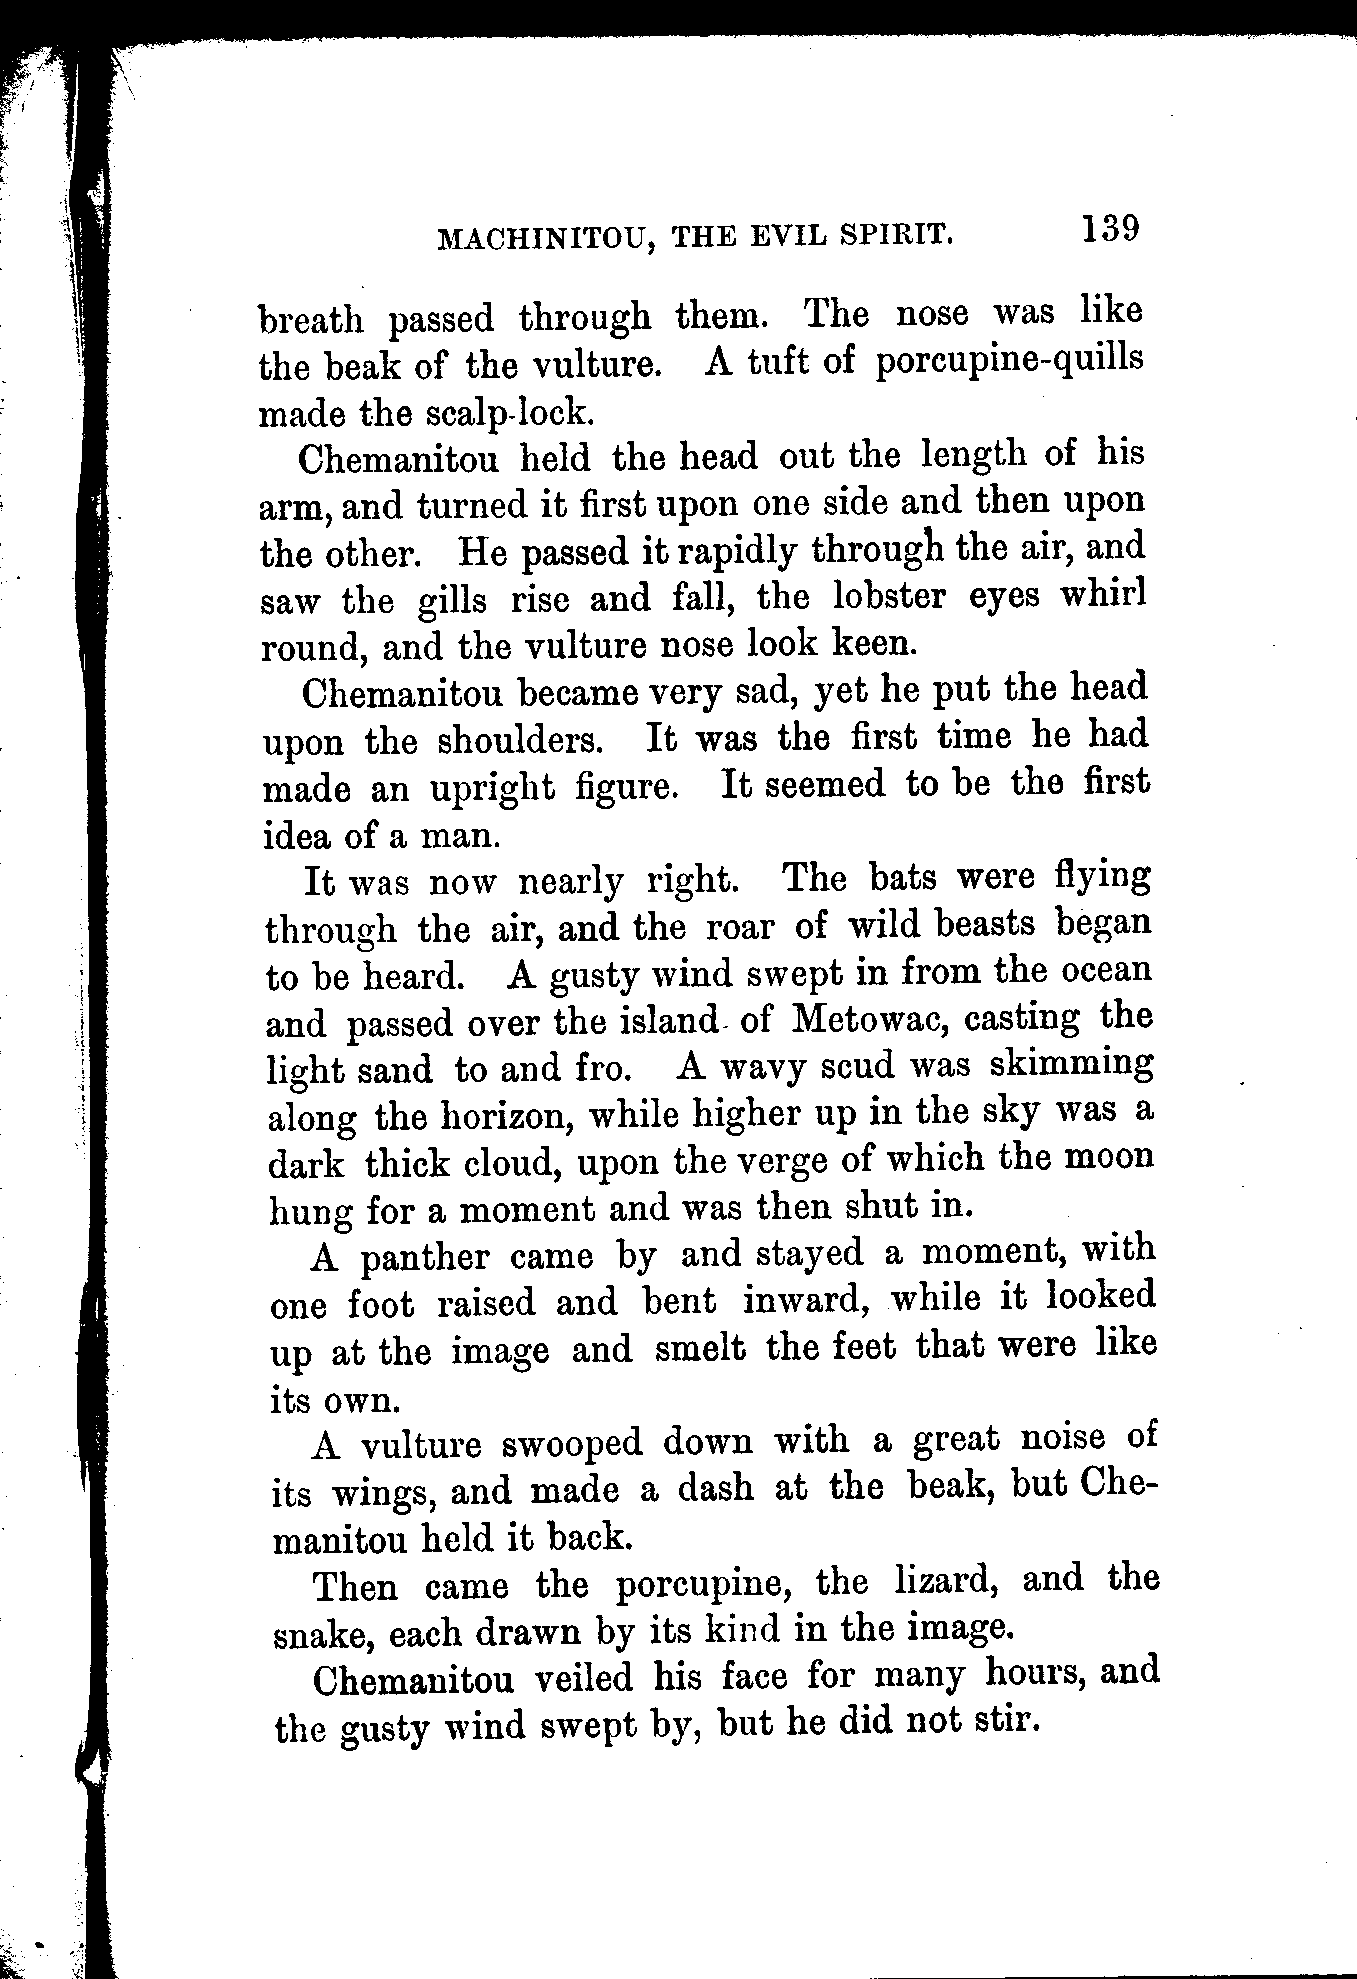 MACHINITOU, THE EVIL SPIRIT. 139
breath passed through them. The nose was like
the beak of the vulture. A tuft of porcupine-quills
made the scalp-lock.
Chemanitou held the head out the length of his
arm, and turned it first upon one side and then upon
the other. He passed it rapidly through the air, and
saw the gills rise and fall, the lobster eyes whirl
round, and the vulture nose look keen.
Chemanitou became very sad, yet he put the head
upon the shoulders. It was the first time he had
made an upright figure. It seemed to be the first
idea of a man.
It was now nearly right. The bats were flying
through the air, and the roar of wild beasts began
to be heard. A gusty wind swept in from the ocean
and passed over the island of Metowac, casting the
light sand to and fro. A wavy scud was skimming
along the horizon, while higher up in the sky was a
dark thick cloud, upon the verge of which the moon
hung for a moment and was then shut in.
A panther came by and stayed a moment, with
one foot raised and bent inward, while it looked
up at the image and smelt the feet that were like
its own.
A vulture swooped down with a great noise of
its wings, and made a dash at the beak, but Che-
manitou held it back.
Then came the porcupine, the lizard, and the
snake, each drawn by its kind in the image.
Chemanitou veiled his face for many hours, and
the gusty wind swept by, but he did not stir.